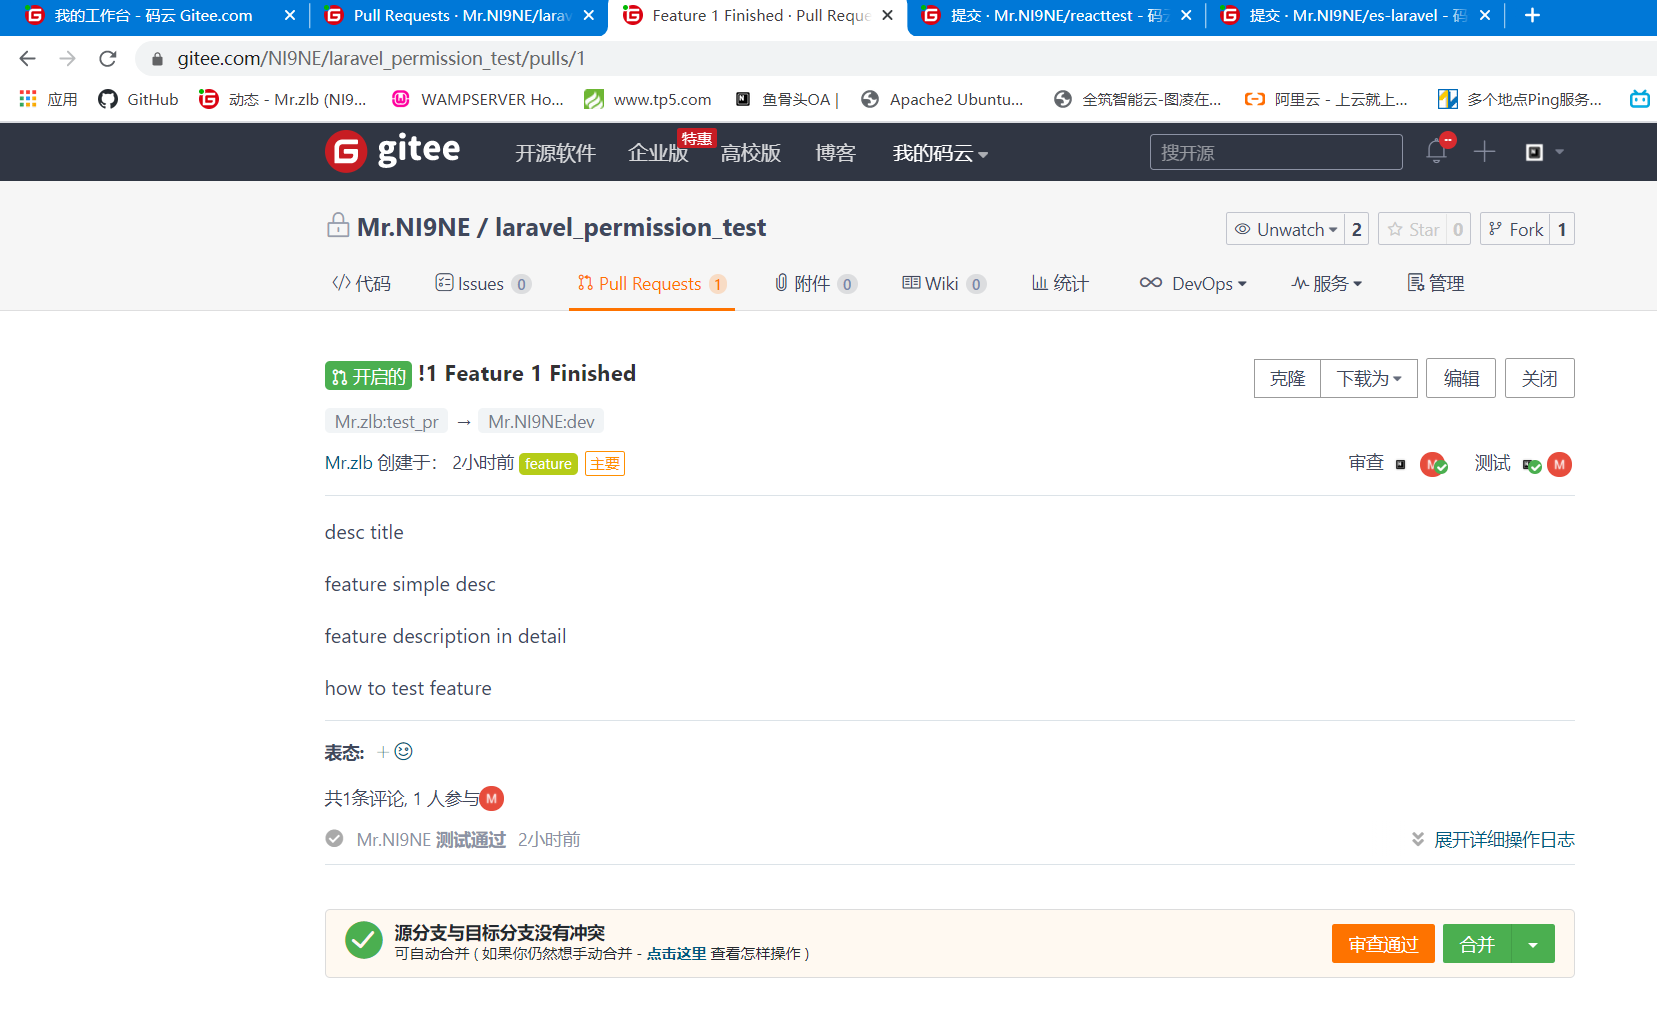 我的工作台 - 码云 Gitee.com
Pull Requests · Mr.NI9NE/larav
Feature 1 Finished · Pull Reque
提交 · Mr.NI9NE/reacttest - 码云
提交 · Mr.NI9NE/es-laravel - 码
gitee.com/NI9NE/laravel_permission_test/pulls/1
应用
GitHub
动态 - Mr.zlb (NI9...
WAMPSERVER Ho...
www.tp5.com
鱼骨头OA |
Apache2 Ubuntu...
全筑智能云-图凌在...
阿里云 - 上云就上...
多个地点Ping服务...
gitee
开源软件
企业版
特惠
高校版
博客
我的码云
搜开源
Mr.NI9NE / laravel_permission_test
Unwatch 2
Star 0
Fork 1
代码
Issues 0
Pull Requests 1
附件 0
Wiki 0
统计
DevOps
服务
管理
开启的 !1 Feature 1 Finished
克隆
下载为
编辑
关闭
Mr.zlb:test_pr → Mr.NI9NE:dev
Mr.zlb 创建于： 2小时前 feature 主要
审查 M
测试 M
desc title
feature simple desc
feature description in detail
how to test feature
表态:
共1条评论, 1 人参与 M
Mr.NI9NE 测试通过 2小时前
展开详细操作日志
源分支与目标分支没有冲突
可自动合并 ( 如果你仍然想手动合并 - 点击这里 查看怎样操作 )
审查通过
合并